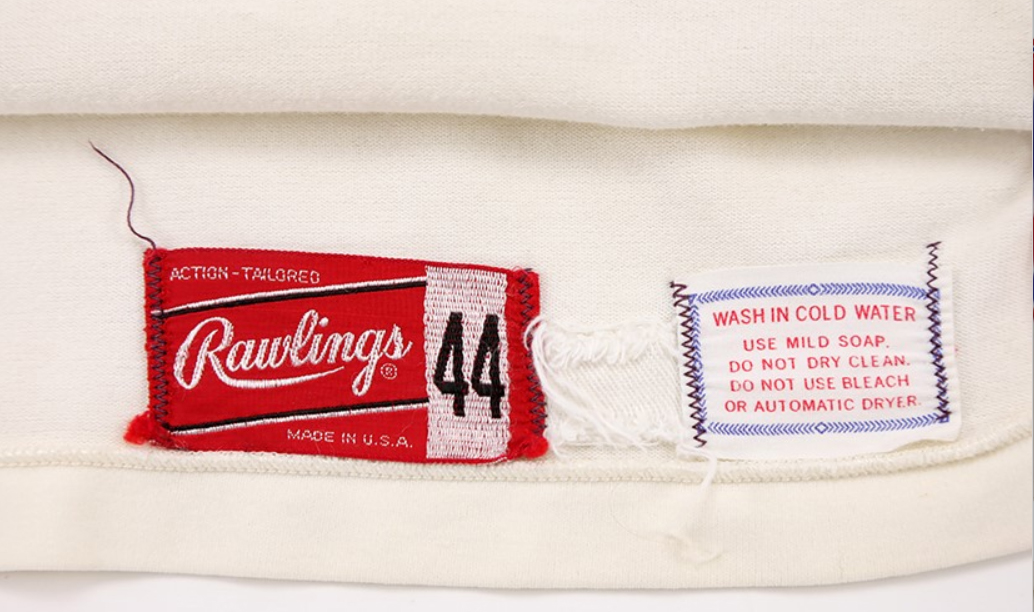 ACTION-TAILORED
Rawlings®
44
MADE IN U.S.A.
WASH IN COLD WATER
USE MILD SOAP.
DO NOT DRY CLEAN.
DO NOT USE BLEACH
OR AUTOMATIC DRYER.